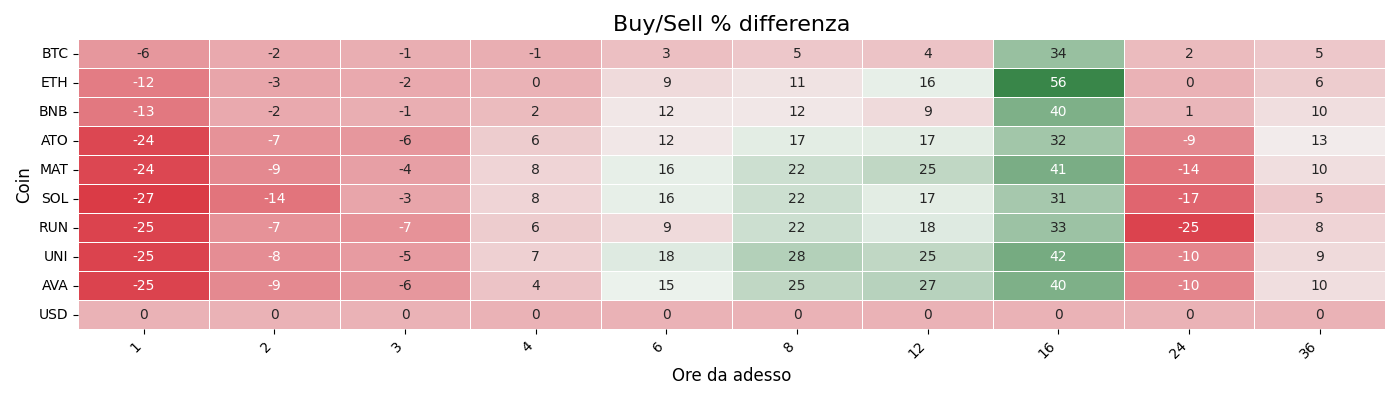 Buy/Sell % differenza
BTC -6 -2 -1 -1 3 5 4 34 2 5
ETH -12 -3 -2 0 9 11 16 56 0 6
BNB -13 -2 -1 2 12 12 9 40 1 10
ATO -24 -7 -6 6 12 17 17 32 -9 13
MAT -24 -9 -4 8 16 22 25 41 -14 10
SOL -27 -14 -3 8 16 22 17 31 -17 5
RUN -25 -7 -7 6 9 22 18 33 -25 8
UNI -25 -8 -5 7 18 28 25 42 -10 9
AVA -25 -9 -6 4 15 25 27 40 -10 10
USD 0 0 0 0 0 0 0 0 0 0
Coin
1 2 3 4 6 8 12 16 24 36
Ore da adesso